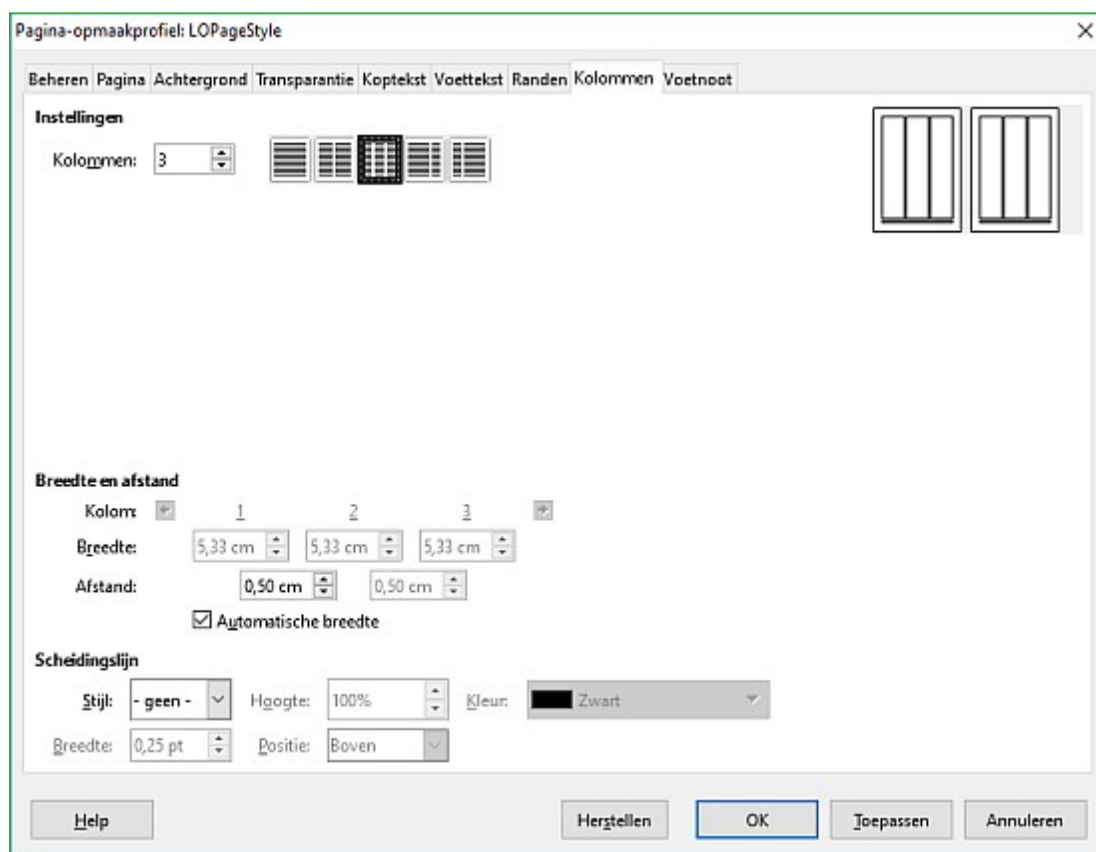 Pagina-opmaakprofiel: LOPageStyle
Beheren Pagina Achtergrond Transparantie Koptekst Voettekst Randen Kolommen Voetnoot
Instellingen
Kolommen: 3
Breedte en afstand
Kolom: 1 2 3
Breedte: 5,33 cm 5,33 cm 5,33 cm
Afstand: 0,50 cm 0,50 cm
Automatische breedte
Scheidingslijn
Stijl: - geen - Hoogte: 100% Kleur: Zwart
Breedte: 0,25 pt Positie: Boven
Help Herstellen OK Toepassen Annuleren